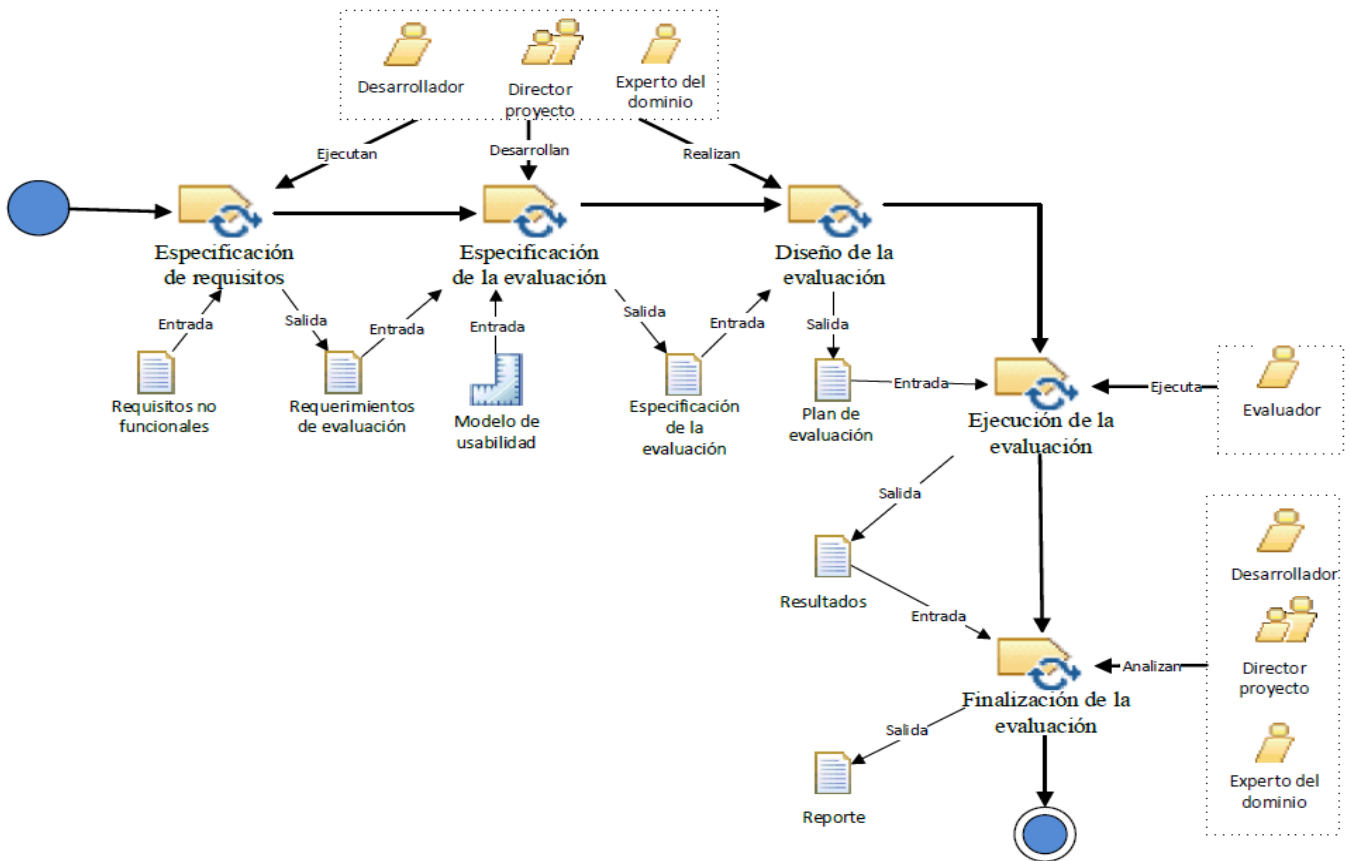 Desarrollador
Director
proyecto
Experto del
dominio
Ejecutan
Desarrollan
Realizan
Especificación
de requisitos
Especificación
de la evaluación
Diseño de la
evaluación
Entrada
Salida
Entrada
Entrada
Salida
Entrada
Salida
Requisitos no
funcionales
Requerimientos
de evaluación
Modelo de
usabilidad
Especificación
de la
evaluación
Plan de
evaluación
Entrada
Ejecución de la
evaluación
Ejecuta
Evaluador
Salida
Resultados
Entrada
Desarrollador
Director
proyecto
Experto del
dominio
Analizan
Finalización de la
evaluación
Salida
Reporte